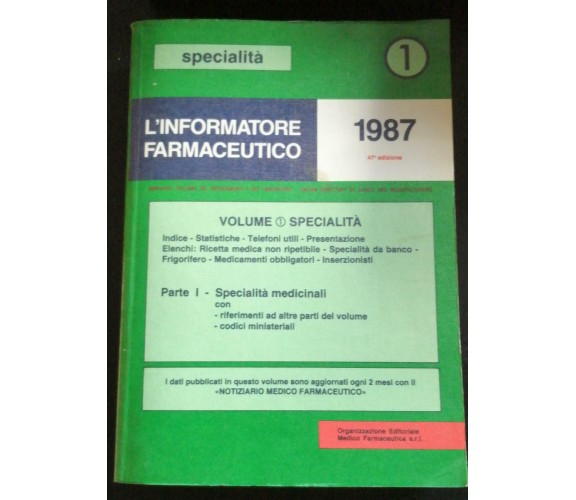 specialità
1
L'INFORMATORE
FARMACEUTICO
1987
47ª edizione
VOLUME ① SPECIALITÀ
Indice - Statistiche - Telefoni utili - Presentazione
Elenchi: Ricetta medica non ripetibile - Specialità da banco -
Frigorifero - Medicamenti obbligatori - Inserzionisti
Parte I - Specialità medicinali
con
- riferimenti ad altre parti del volume
- codici ministeriali
I dati pubblicati in questo volume sono aggiornati ogni 2 mesi con il
«NOTIZIARIO MEDICO FARMACEUTICO»
Organizzazione Editoriale
Medico Farmaceutica s.r.l.